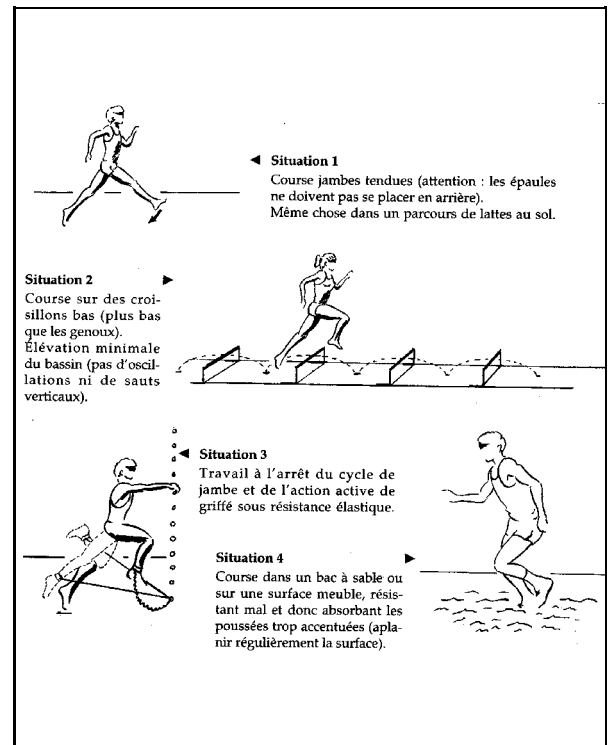 Situation 1
Course jambes tendues (attention : les épaules
ne doivent pas se placer en arrière).
Même chose dans un parcours de lattes au sol.
Situation 2
Course sur des croi-
sillons bas (plus bas
que les genoux).
Élévation minimale
du bassin (pas d'oscil-
lations ni de sauts
verticaux).
Situation 3
Travail à l'arrêt du cycle de
jambe et de l'action active de
griffé sous résistance élastique.
Situation 4
Course dans un bac à sable ou
sur une surface meuble, résis-
tant mal et donc absorbant les
poussées trop accentuées (apla-
nir régulièrement la surface).